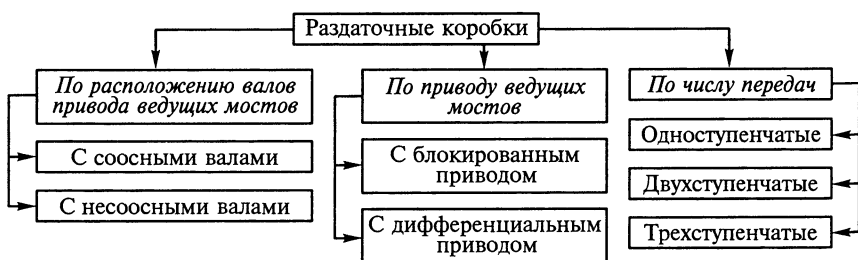 Раздаточные коробки
По расположению валов
привода ведущих мостов
С соосными валами
С несоосными валами
По приводу ведущих
мостов
С блокированным
приводом
С дифференциальным
приводом
По числу передач
Одноступенчатые
Двухступенчатые
Трехступенчатые